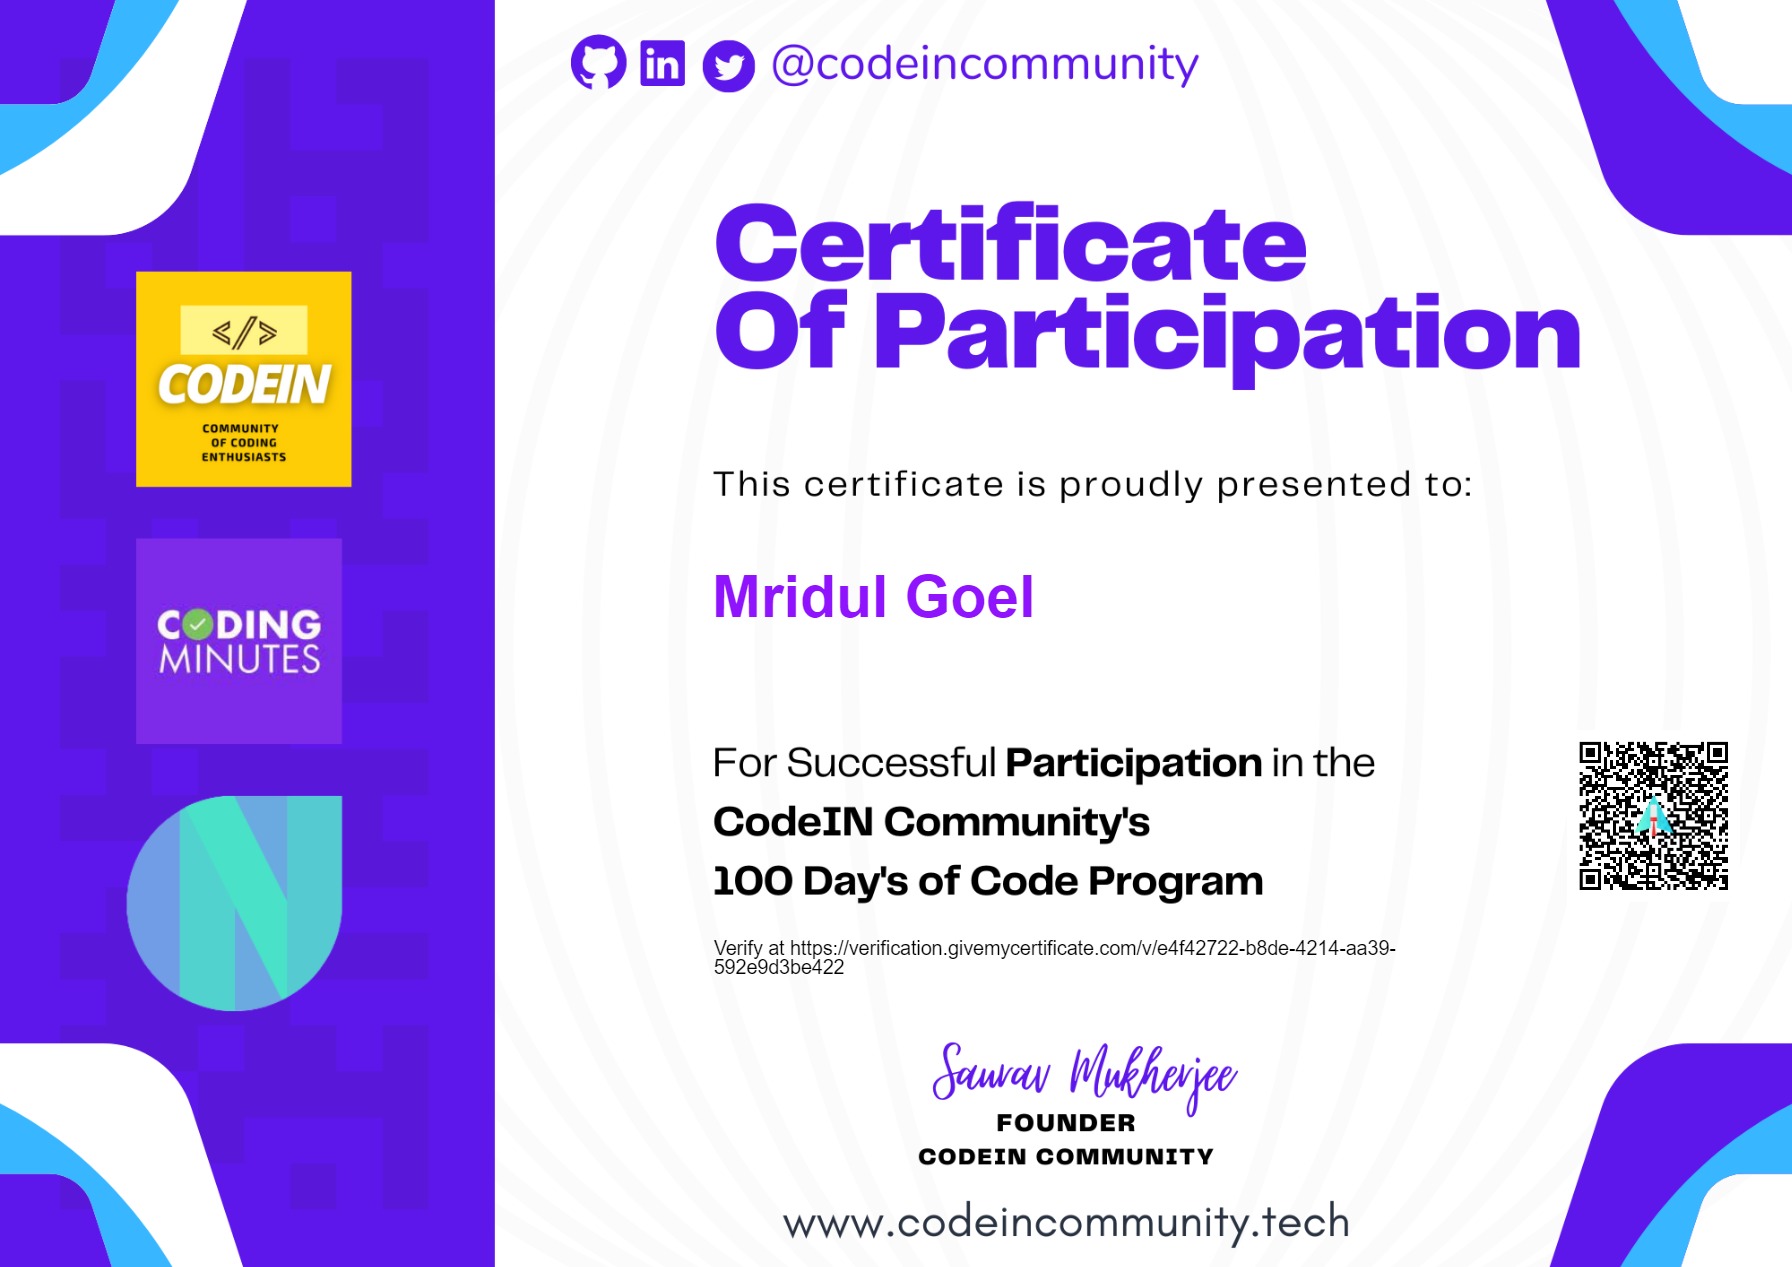 @codeincommunity
Certificate
Of Participation
This certificate is proudly presented to:
Mridul Goel
For Successful Participation in the
CodeIN Community's
100 Day's of Code Program
Verify at https://verification.givemycertificate.com/v/e4f42722-b8de-4214-aa39-
592e9d3be422
Saurav Mukherjee
FOUNDER
CODEIN COMMUNITY
www.codeincommunity.tech
</>
CODEIN
COMMUNITY
OF CODING
ENTHUSIASTS
CODING
MINUTES